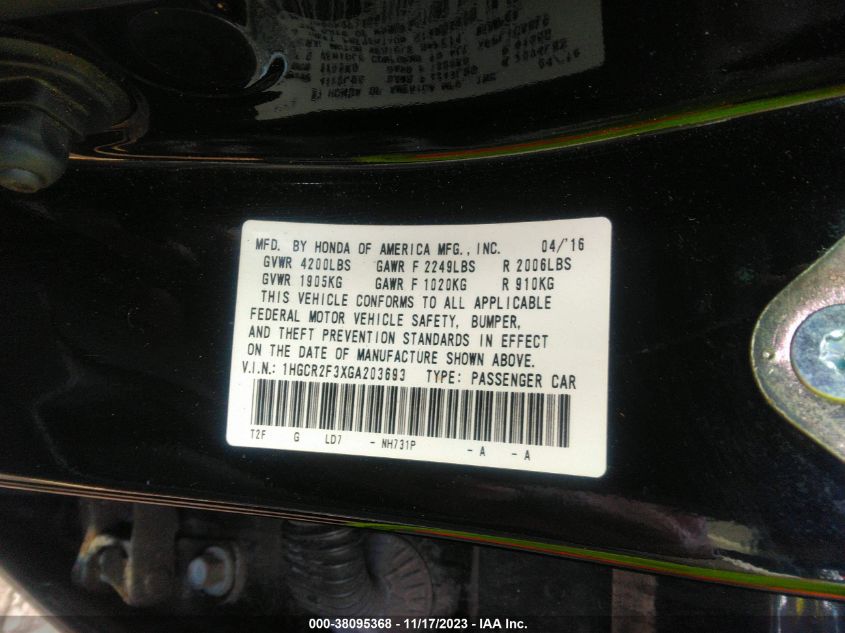 MFD. BY HONDA OF AMERICA MFG., INC. 04/'16
GVWR 4200LBS GAWR F 2249LBS R 2006LBS
GVWR 1905KG GAWR F 1020KG R 910KG
THIS VEHICLE CONFORMS TO ALL APPLICABLE
FEDERAL MOTOR VEHICLE SAFETY, BUMPER,
AND THEFT PREVENTION STANDARDS IN EFFECT
ON THE DATE OF MANUFACTURE SHOWN ABOVE.
V.I.N.: 1HGCR2F3XGA203693 TYPE: PASSENGER CAR
T2F G LD7 - NH731P - A - A
000-38095368 - 11/17/2023 - IAA Inc.